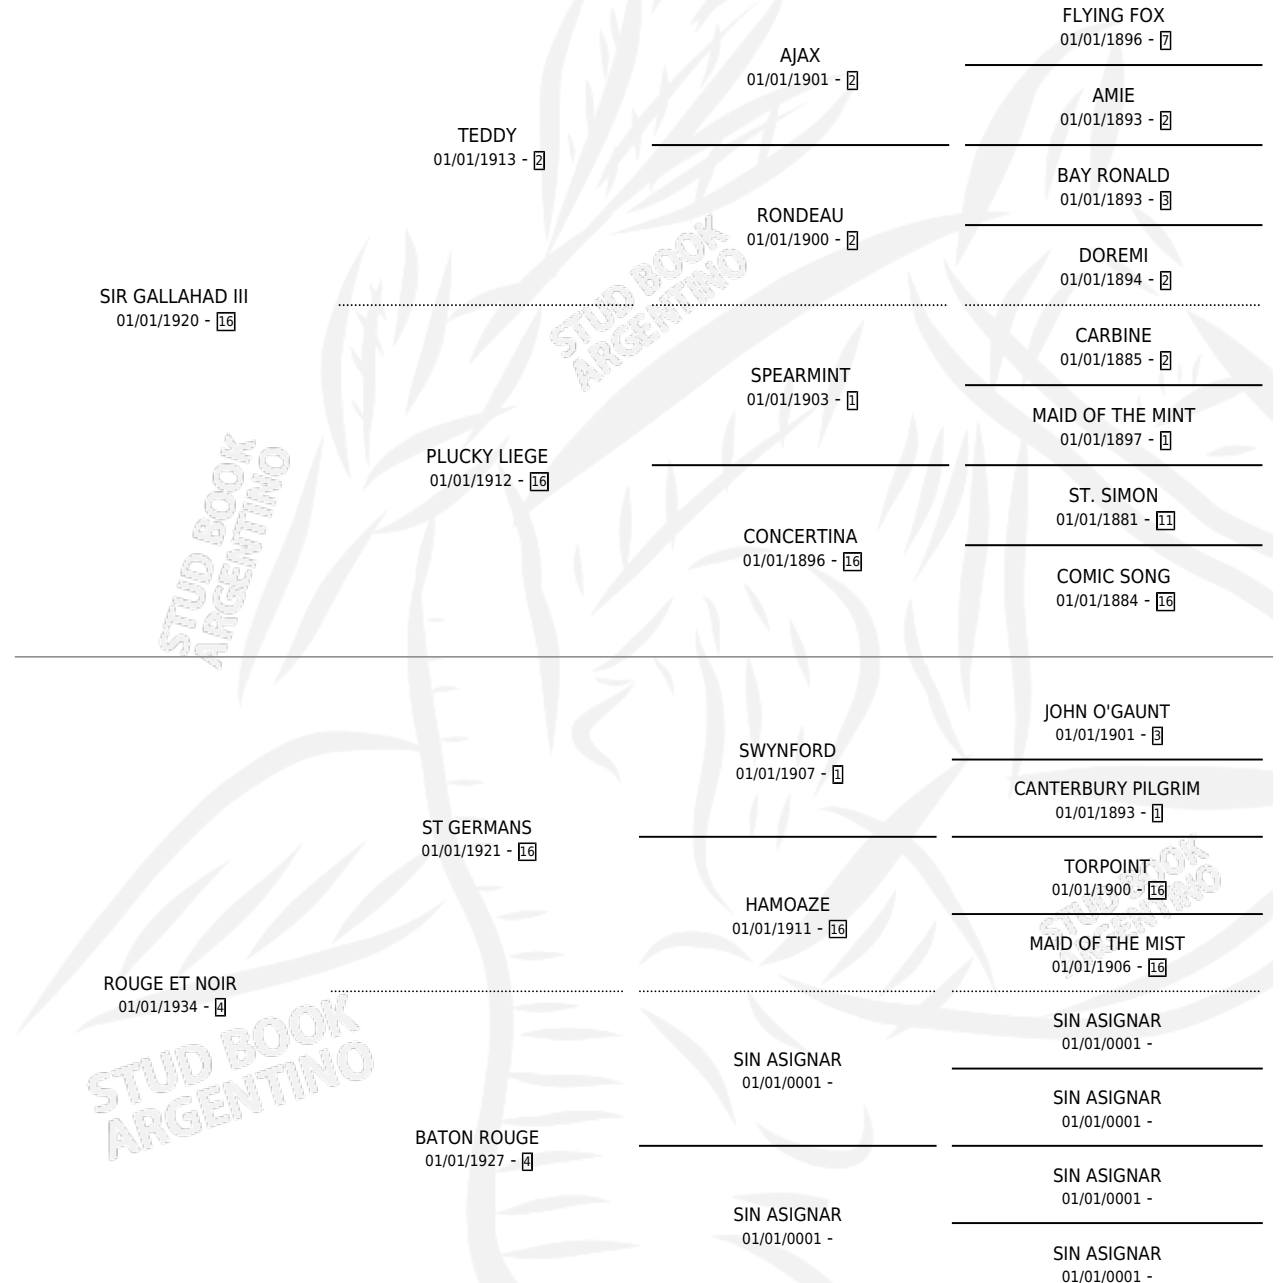 FLYING FOX
01/01/1896 - 7
AJAX
01/01/1901 - 2
AMIE
01/01/1893 - 2
TEDDY
01/01/1913 - 2
BAY RONALD
01/01/1893 - 3
RONDEAU
01/01/1900 - 2
DOREMI
01/01/1894 - 2
SIR GALLAHAD III
01/01/1920 - 16
CARBINE
01/01/1885 - 2
SPEARMINT
01/01/1903 - 1
MAID OF THE MINT
01/01/1897 - 1
PLUCKY LIEGE
01/01/1912 - 16
ST. SIMON
01/01/1881 - 11
CONCERTINA
01/01/1896 - 16
COMIC SONG
01/01/1884 - 16
STUD BOOK
ARGENTINO
STUD BOOK
ARGENTINO
JOHN O'GAUNT
01/01/1901 - 3
SWYNFORD
01/01/1907 - 1
CANTERBURY PILGRIM
01/01/1893 - 1
ST GERMANS
01/01/1921 - 16
TORPOINT
01/01/1900 - 16
HAMOAZE
01/01/1911 - 16
MAID OF THE MIST
01/01/1906 - 16
STUD BOOK
ARGENTINO
ROUGE ET NOIR
01/01/1934 - 4
SIN ASIGNAR
01/01/0001 -
SIN ASIGNAR
01/01/0001 -
SIN ASIGNAR
01/01/0001 -
BATON ROUGE
01/01/1927 - 4
SIN ASIGNAR
01/01/0001 -
SIN ASIGNAR
01/01/0001 -
SIN ASIGNAR
01/01/0001 -
STUD BOOK
ARGENTINO